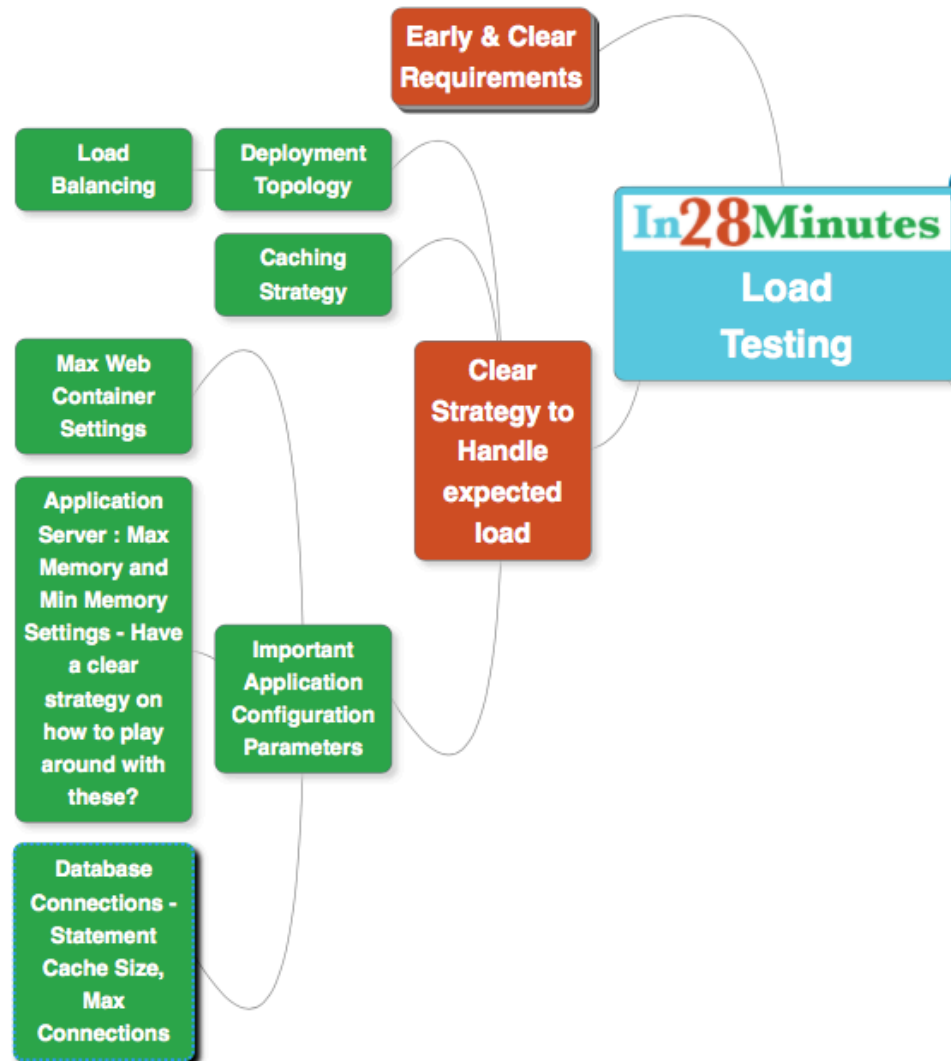 Early & Clear
Requirements
Load
Balancing
Deployment
Topology
In28Minutes
Load
Testing
Caching
Strategy
Max Web
Container
Settings
Clear
Strategy to
Handle
expected
load
Application
Server : Max
Memory and
Min Memory
Settings - Have
a clear
strategy on
how to play
around with
these?
Important
Application
Configuration
Parameters
Database
Connections -
Statement
Cache Size,
Max
Connections